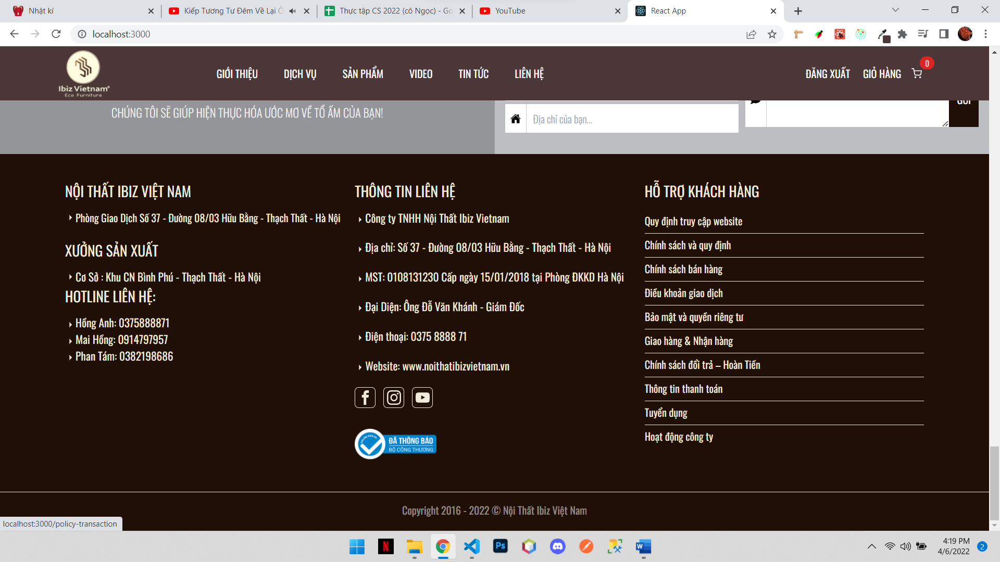 Nhật kí
Kiếp Tương Tư Đêm Về Lại
Thực tập CS 2022 (cô Ngọc) - Go
YouTube
React App
localhost:3000
Ibiz Vietnam®
Eco Furniture
GIỚI THIỆU
DỊCH VỤ
SẢN PHẨM
VIDEO
TIN TỨC
LIÊN HỆ
ĐĂNG XUẤT
GIỎ HÀNG
0
CHÚNG TÔI SẼ GIÚP HIỆN THỰC HÓA ƯỚC MƠ VỀ TỔ ẤM CỦA BẠN!
Địa chỉ của bạn...
NỘI THẤT IBIZ VIỆT NAM
Phòng Giao Dịch Số 37 - Đường 08/03 Hữu Bằng - Thạch Thất - Hà Nội
XƯỞNG SẢN XUẤT
Cơ Sở : Khu CN Bình Phú - Thạch Thất - Hà Nội
HOTLINE LIÊN HỆ:
Hồng Anh: 0375888871
Mai Hồng: 0914797957
Phan Tám: 0382198686
THÔNG TIN LIÊN HỆ
Công ty TNHH Nội Thất Ibiz Vietnam
Địa chỉ: Số 37 - Đường 08/03 Hữu Bằng - Thạch Thất - Hà Nội
MST: 0108131230 Cấp ngày 15/01/2018 tại Phòng ĐKKD Hà Nội
Đại Diện: Ông Đỗ Văn Khánh - Giám Đốc
Điện thoại: 0375 8888 71
Website: www.noithatibizvietnam.vn
ONLINE.GOV.VN
ĐÃ THÔNG BÁO
BỘ CÔNG THƯƠNG
HỖ TRỢ KHÁCH HÀNG
Quy định truy cập website
Chính sách và quy định
Chính sách bán hàng
Điều khoản giao dịch
Bảo mật và quyền riêng tư
Giao hàng & Nhận hàng
Chính sách đổi trả – Hoàn Tiền
Thông tin thanh toán
Tuyển dụng
Hoạt động công ty
Copyright 2016 - 2022 © Nội Thất Ibiz Việt Nam
localhost:3000/policy-transaction
N
Ps
W
4:19 PM
4/6/2022
2